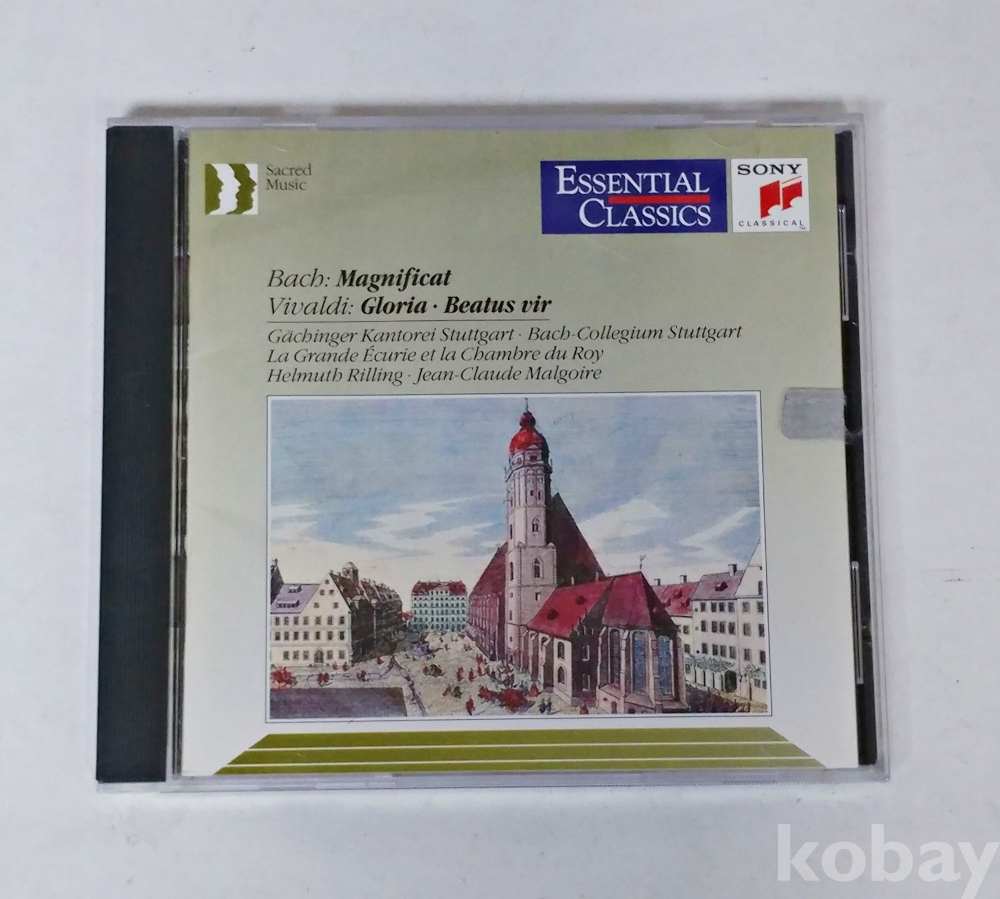 Sacred
Music
ESSENTIAL
CLASSICS
SONY
CLASSICAL
TM
Bach: Magnificat
Vivaldi: Gloria · Beatus vir
Gächinger Kantorei Stuttgart · Bach-Collegium Stuttgart
La Grande Écurie et la Chambre du Roy
Helmuth Rilling · Jean-Claude Malgoire
kobay